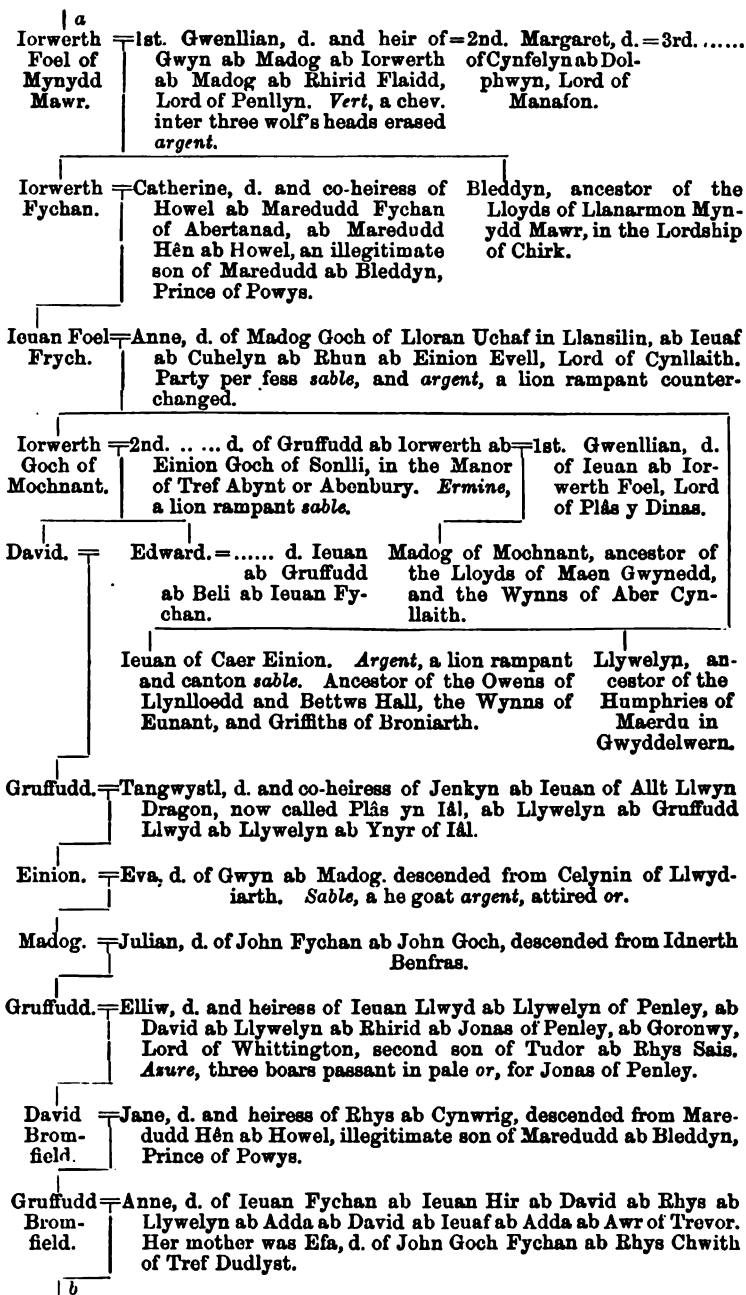 a
Iorwerth Foel of Mynydd Mawr.
=1st. Gwenllian, d. and heir of
Gwyn ab Madog ab Iorwerth
ab Madog ab Rhirid Flaidd,
Lord of Penllyn. Vert, a chev.
inter three wolf's heads erased
argent.
=2nd. Margaret, d.
of Cynfelyn ab Dol-
phwyn, Lord of
Manafon.
=3rd. ......
Iorwerth
Fychan.
=Catherine, d. and co-heiress of
Howel ab Maredudd Fychan
of Abertanad, ab Maredudd
Hên ab Howel, an illegitimate
son of Maredudd ab Bleddyn,
Prince of Powys.
Bleddyn, ancestor of the
Lloyds of Llanarmon Myn-
ydd Mawr, in the Lordship
of Chirk.
Ieuan Foel
Frych.
=Anne, d. of Madog Goch of Lloran Uchaf in Llansilin, ab Ieuaf
ab Cuhelyn ab Rhun ab Einion Evell, Lord of Cynllaith.
Party per fess sable, and argent, a lion rampant counter-
changed.
Iorwerth
Goch of
Mochnant.
=2nd. .. ... d. of Gruffudd ab Iorwerth ab
Einion Goch of Sonlli, in the Manor
of Tref Abynt or Abenbury. Ermine,
a lion rampant sable.
=1st. Gwenllian, d.
of Ieuan ab Ior-
werth Foel, Lord
of Plâs y Dinas.
David. =
Edward. = ...... d. Ieuan
ab Gruffudd
ab Beli ab Ieuan Fy-
chan.
Madog of Mochnant, ancestor of
the Lloyds of Maen Gwynedd,
and the Wynns of Aber Cyn-
llaith.
Ieuan of Caer Einion. Argent, a lion rampant
and canton sable. Ancestor of the Owens of
Llynlloedd and Bettws Hall, the Wynns of
Eunant, and Griffiths of Broniarth.
Llywelyn, an-
cestor of the
Humphries of
Maerdu in
Gwyddelwern.
Gruffudd.=Tangwystl, d. and co-heiress of Jenkyn ab Ieuan of Allt Llwyn
Dragon, now called Plâs yn Iâl, ab Llywelyn ab Gruffudd
Llwyd ab Llywelyn ab Ynyr of Iâl.
Einion. =Eva, d. of Gwyn ab Madog. descended from Celynin of Llwyd-
iarth. Sable, a he goat argent, attired or.
Madog. =Julian, d. of John Fychan ab John Goch, descended from Idnerth
Benfras.
Gruffudd.=Elliw, d. and heiress of Ieuan Llwyd ab Llywelyn of Penley, ab
David ab Llywelyn ab Rhirid ab Jonas of Penley, ab Goronwy,
Lord of Whittington, second son of Tudor ab Rhys Sais.
Azure, three boars passant in pale or, for Jonas of Penley.
David
Brom-
field.
=Jane, d. and heiress of Rhys ab Cynwrig, descended from Mare-
dudd Hên ab Howel, illegitimate son of Maredudd ab Bleddyn,
Prince of Powys.
Gruffudd
Brom-
field.
=Anne, d. of Ieuan Fychan ab Ieuan Hir ab David ab Rhys ab
Llywelyn ab Adda ab David ab Ieuaf ab Adda ab Awr of Trevor.
Her mother was Efa, d. of John Goch Fychan ab Rhys Chwith
of Tref Dudlyst.
b